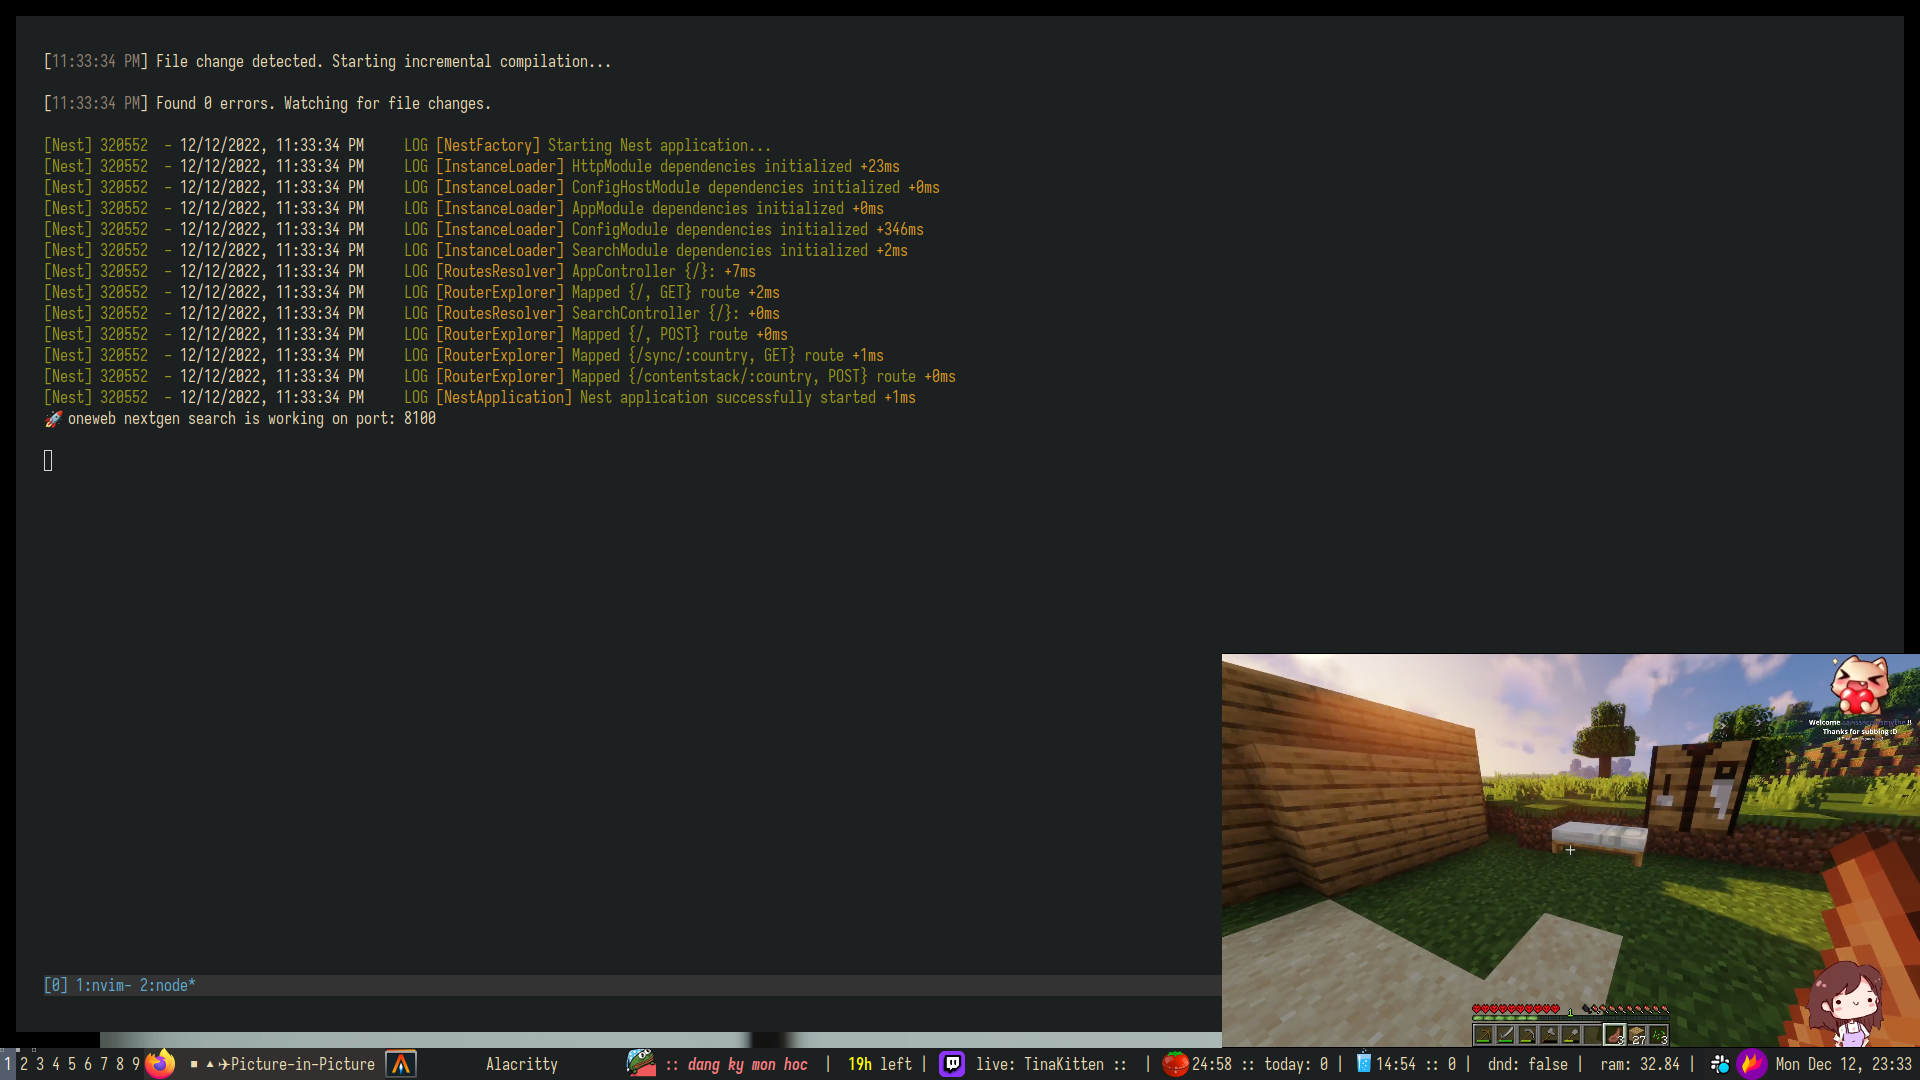 [11:33:34 PM] File change detected. Starting incremental compilation...
[11:33:34 PM] Found 0 errors. Watching for file changes.
[Nest] 320552  - 12/12/2022, 11:33:34 PM     LOG [NestFactory] Starting Nest application...
[Nest] 320552  - 12/12/2022, 11:33:34 PM     LOG [InstanceLoader] HttpModule dependencies initialized +23ms
[Nest] 320552  - 12/12/2022, 11:33:34 PM     LOG [InstanceLoader] ConfigHostModule dependencies initialized +0ms
[Nest] 320552  - 12/12/2022, 11:33:34 PM     LOG [InstanceLoader] AppModule dependencies initialized +0ms
[Nest] 320552  - 12/12/2022, 11:33:34 PM     LOG [InstanceLoader] ConfigModule dependencies initialized +346ms
[Nest] 320552  - 12/12/2022, 11:33:34 PM     LOG [InstanceLoader] SearchModule dependencies initialized +2ms
[Nest] 320552  - 12/12/2022, 11:33:34 PM     LOG [RoutesResolver] AppController {/}: +7ms
[Nest] 320552  - 12/12/2022, 11:33:34 PM     LOG [RouterExplorer] Mapped {/, GET} route +2ms
[Nest] 320552  - 12/12/2022, 11:33:34 PM     LOG [RoutesResolver] SearchController {/}: +0ms
[Nest] 320552  - 12/12/2022, 11:33:34 PM     LOG [RouterExplorer] Mapped {/, POST} route +0ms
[Nest] 320552  - 12/12/2022, 11:33:34 PM     LOG [RouterExplorer] Mapped {/sync/:country, GET} route +1ms
[Nest] 320552  - 12/12/2022, 11:33:34 PM     LOG [RouterExplorer] Mapped {/contentstack/:country, POST} route +0ms
[Nest] 320552  - 12/12/2022, 11:33:34 PM     LOG [NestApplication] Nest application successfully started +1ms
🚀 oneweb nextgen search is working on port: 8100
Welcome !!
Thanks for subbing :D
[0] 1:nvim- 2:node*
1
3 27 3
1 2 3 4 5 6 7 8 9 Picture-in-Picture Alacritty :: dang ky mon hoc | 19h left | live: TinaKitten :: | 24:58 :: today: 0 | 14:54 :: 0 | dnd: false | ram: 32.84 | Mon Dec 12, 23:33